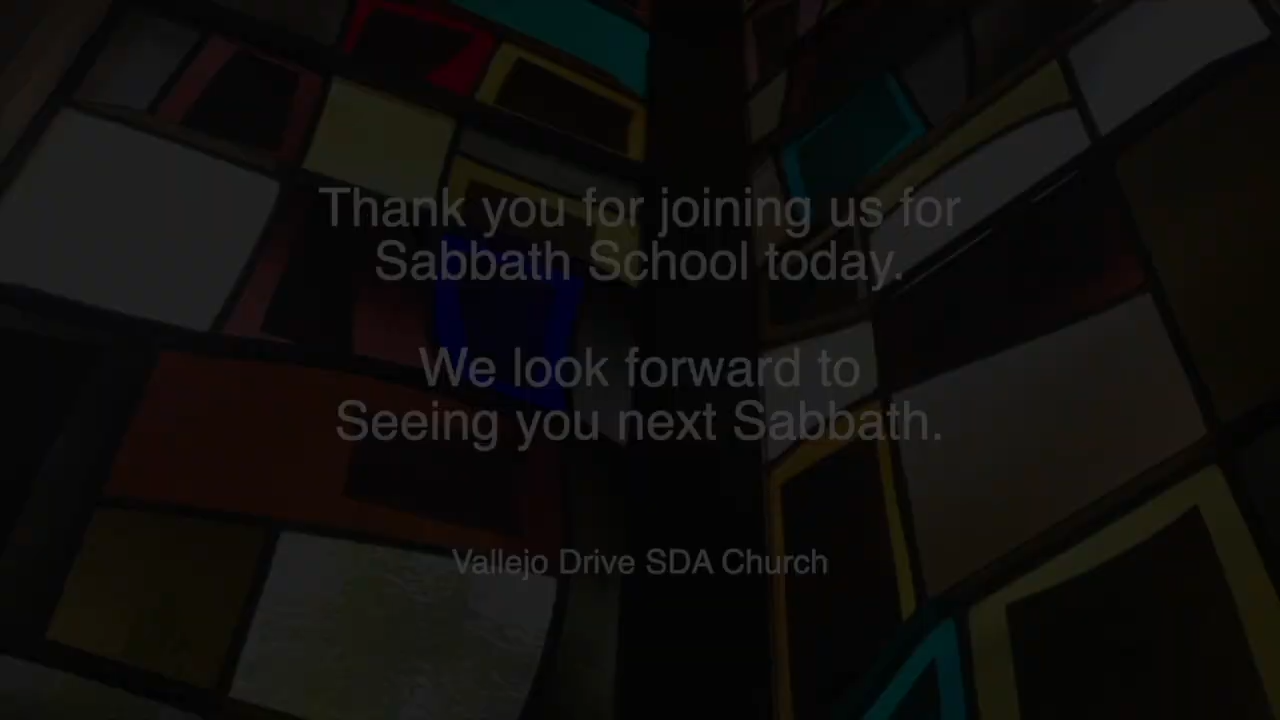 Thank you for joining us for
Sabbath School today.
We look forward to
Seeing you next Sabbath.
Vallejo Drive SDA Church